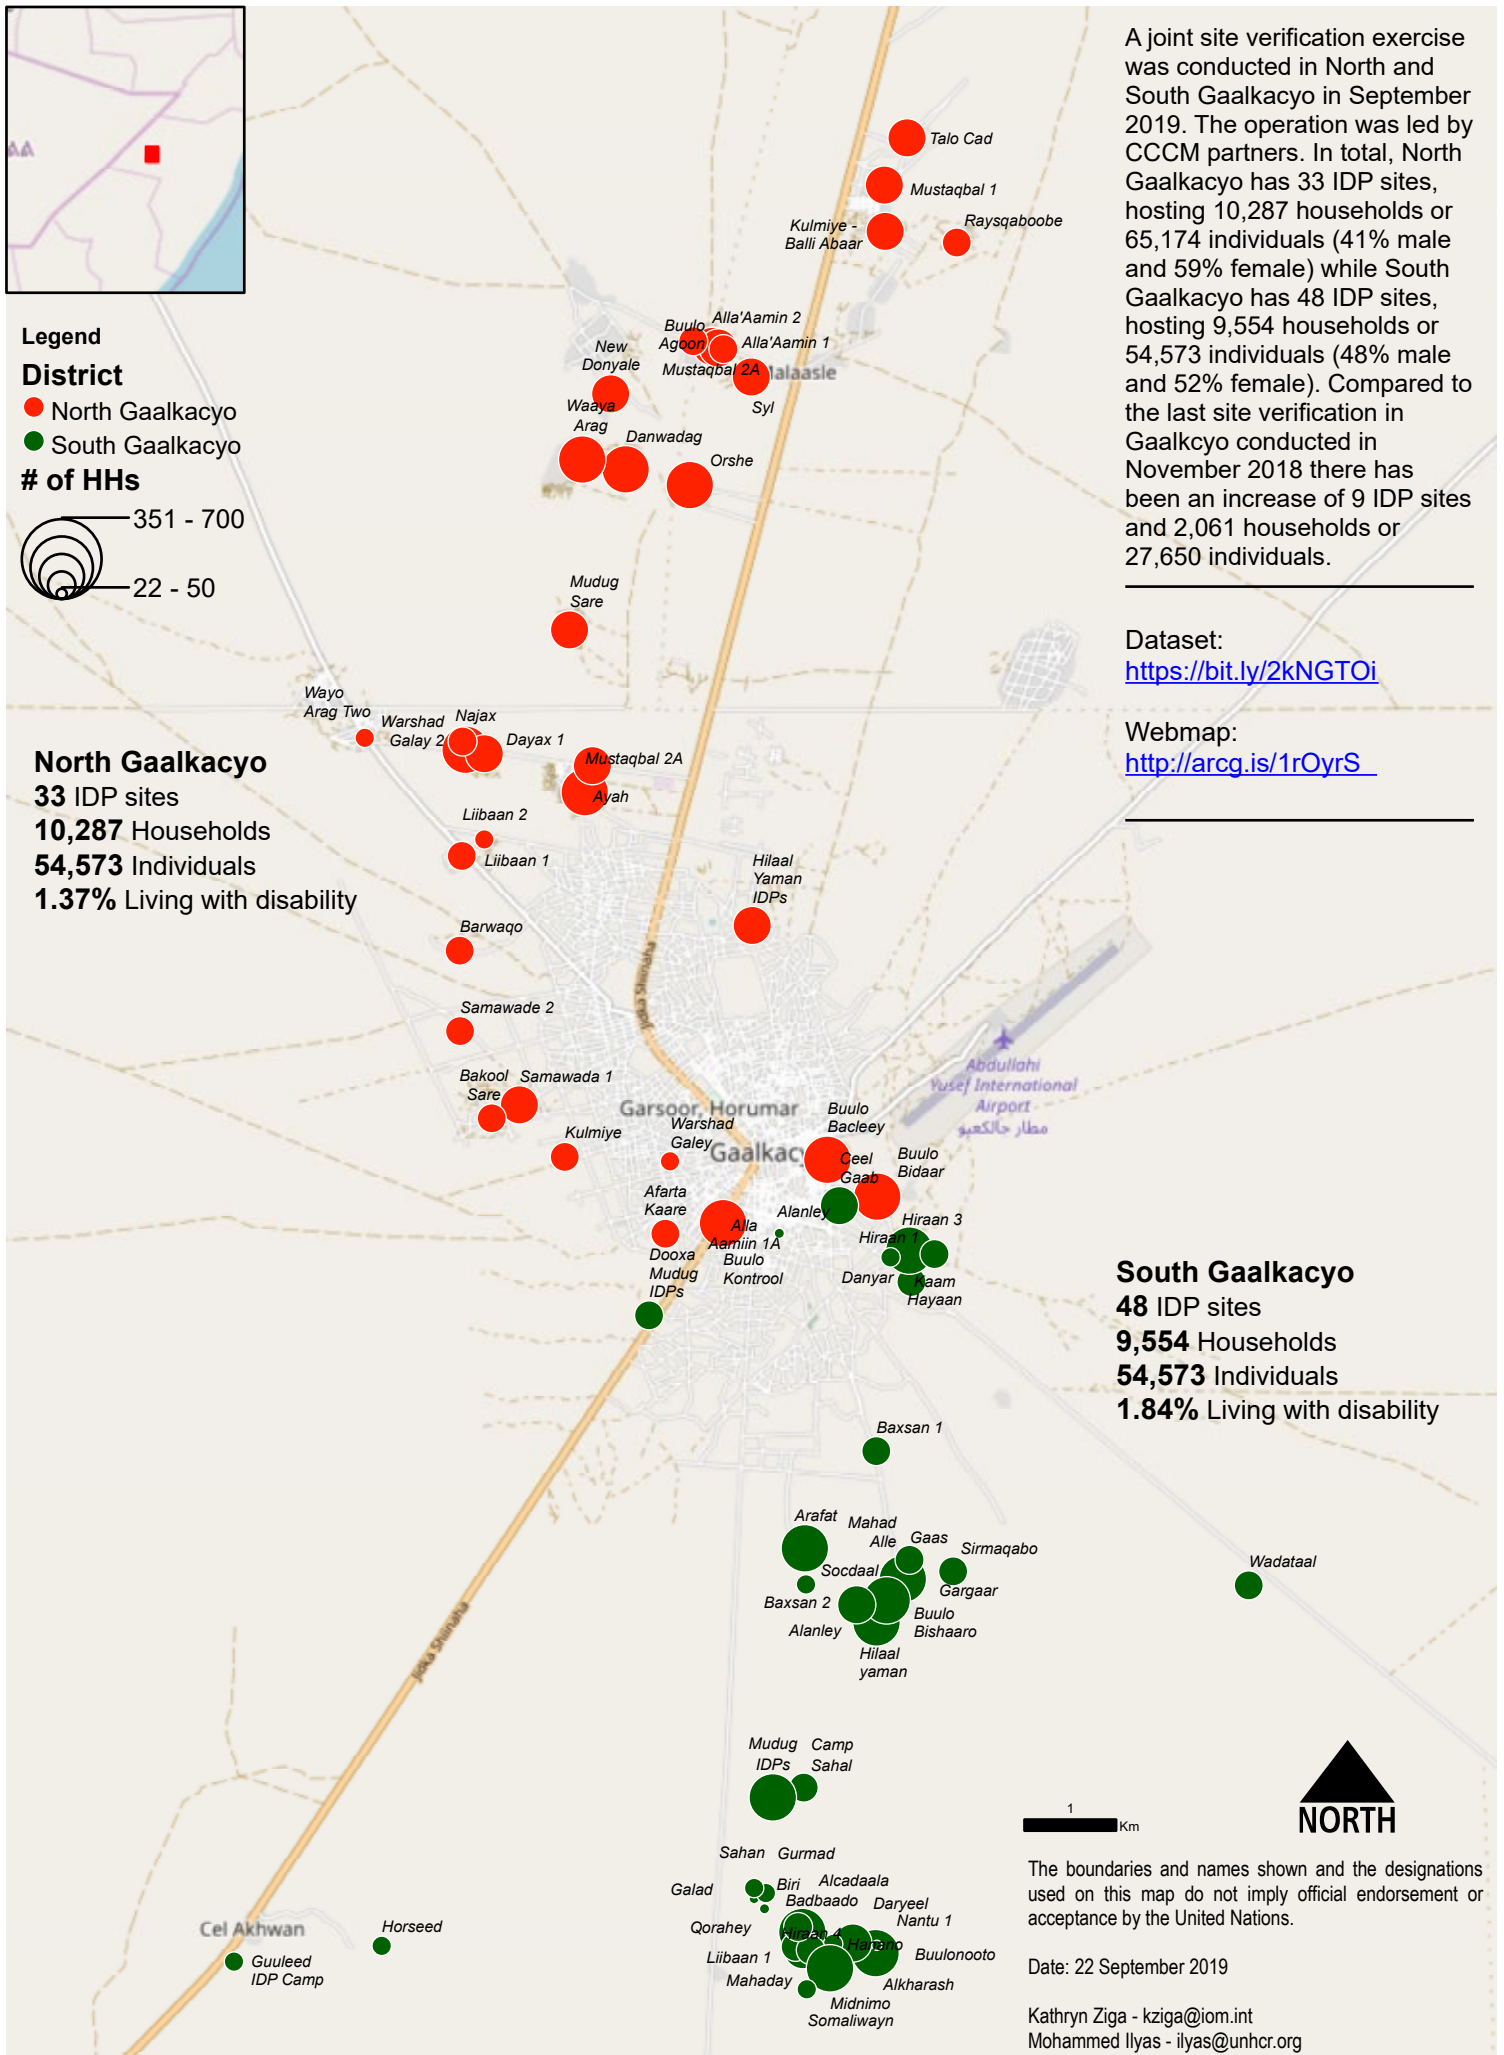 AA
A joint site verification exercise
was conducted in North and
South Gaalkacyo in September
2019. The operation was led by
CCCM partners. In total, North
Gaalkacyo has 33 IDP sites,
hosting 10,287 households or
65,174 individuals (41% male
and 59% female) while South
Gaalkacyo has 48 IDP sites,
hosting 9,554 households or
54,573 individuals (48% male
and 52% female). Compared to
the last site verification in
Gaalkcyo conducted in
November 2018 there has
been an increase of 9 IDP sites
and 2,061 households or
27,650 individuals.
Dataset:
https://bit.ly/2kNGTOi
Webmap:
http://arcg.is/1rOyrS
Legend
District
North Gaalkacyo
South Gaalkacyo
# of HHs
351 - 700
22 - 50
North Gaalkacyo
33 IDP sites
10,287 Households
54,573 Individuals
1.37% Living with disability
Talo Cad
Mustaqbal 1
Kulmiye -
Balli Abaar
Raysqaboobe
Alla'Aamin 2
Buulo
Agoon
Alla'Aamin 1
Mustaqbal 2A
Malaasle
Syl
New
Donyale
Waaya
Arag
Danwadag
Orshe
Mudug
Sare
Wayo
Arag Two
Warshad
Galay 2
Najax
Dayax 1
Mustaqbal 2A
Ayah
Liibaan 2
Liibaan 1
Hilaal
Yaman
IDPs
Barwaqo
Jidka Shiinaha
Samawade 2
Abdullahi
Yusef International
Airport
مطار جالكعيو
Bakool
Sare
Samawada 1
Garsoor, Horumar
Kulmiye
Warshad
Galey
Gaalkacy
Buulo
Bacleey
Ceel
Gaab
Buulo
Bidaar
Afarta
Kaare
Alanley
Alla
Aamiin 1A
Buulo
Kontrool
Dooxa
Mudug
IDPs
Hiraan 3
Hiraan 1
Danyar
Kaam
Hayaan
South Gaalkacyo
48 IDP sites
9,554 Households
54,573 Individuals
1.84% Living with disability
Baxsan 1
Arafat
Mahad
Alle
Gaas
Sirmaqabo
Socdaal
Gargaar
Baxsan 2
Alanley
Buulo
Bishaaro
Hilaal
yaman
Wadataal
Jidka Shiinaha
Mudug
IDPs
Camp
Sahal
Sahan
Gurmad
Galad
Biri
Alcadaala
Badbaado
Daryeel
Qorahey
Nantu 1
Hiraan 4
Hanano
Liibaan 1
Buulonooto
Mahaday
Alkharash
Midnimo
Somaliwayn
Cel Akhwan
Horseed
Guuleed
IDP Camp
1
Km
NORTH
The boundaries and names shown and the designations
used on this map do not imply official endorsement or
acceptance by the United Nations.
Date: 22 September 2019
Kathryn Ziga - kziga@iom.int
Mohammed Ilyas - ilyas@unhcr.org